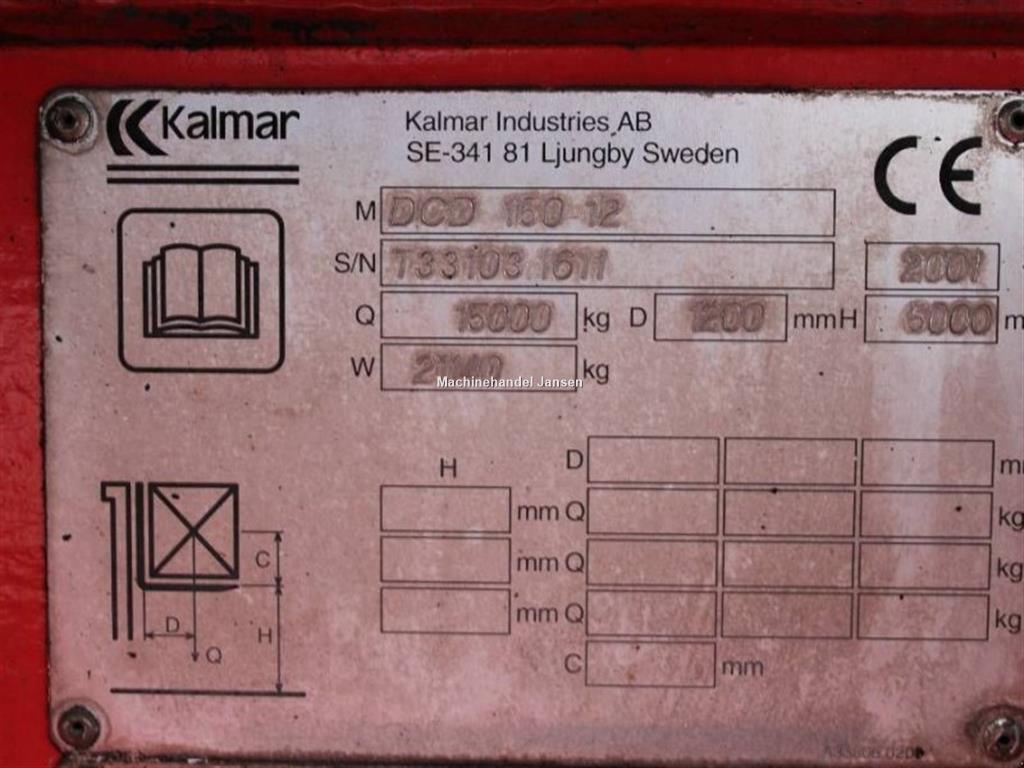 Kalmar
Kalmar Industries AB
SE-341 81 Ljungby Sweden
CE
M DCD 160-12
S/N T33103.1611 2001
Q 15000 kg D 1200 mm H 6000 m
W kg
Machinehandel Jansen
H D m
mm Q kg
mm Q kg
mm Q kg
C mm
C
D
H
Q